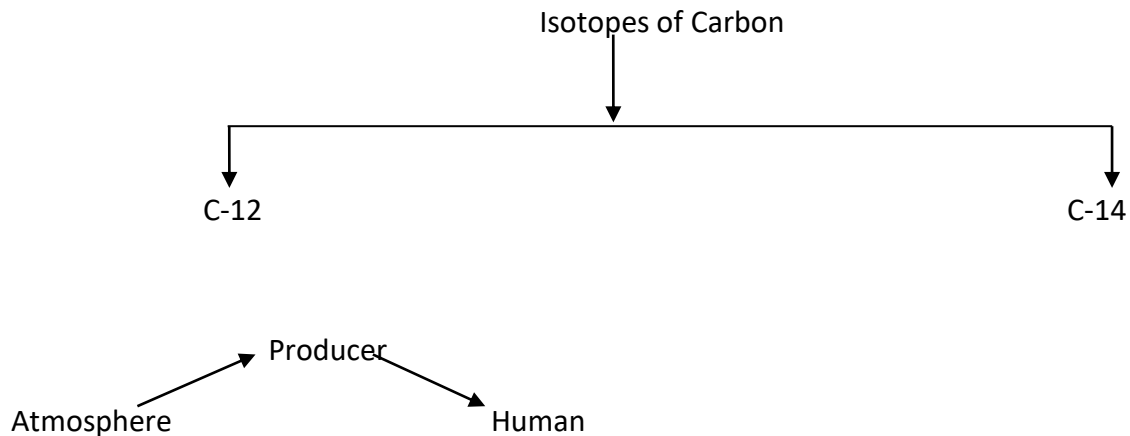 Isotopes of Carbon
C-12 C-14
Producer
Atmosphere Human